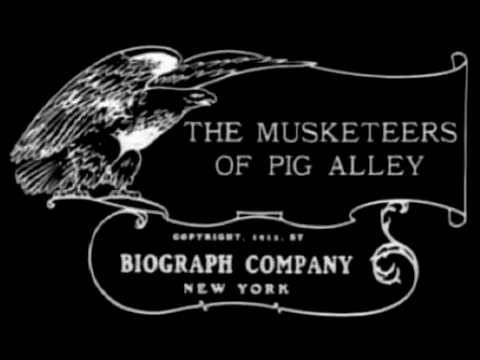 THE MUSKETEERS
OF PIG ALLEY
COPYRIGHT, 1912, BY
BIOGRAPH COMPANY
NEW YORK